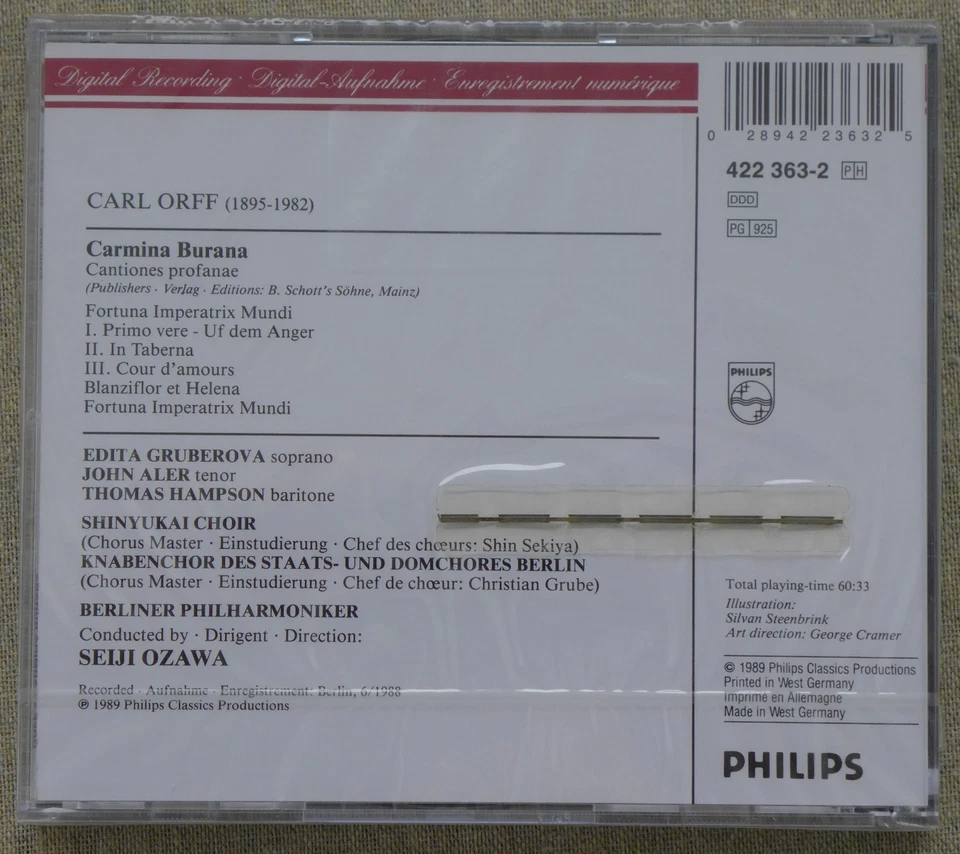 Digital Recording · Digital-Aufnahme · Enregistrement numérique
0 28942 23632 5
422 363-2 PH
DDD
PG 925
CARL ORFF (1895-1982)
Carmina Burana
Cantiones profanae
(Publishers · Verlag · Editions: B. Schott's Söhne, Mainz)
Fortuna Imperatrix Mundi
I. Primo vere - Uf dem Anger
II. In Taberna
III. Cour d'amours
Blanziflor et Helena
Fortuna Imperatrix Mundi
PHILIPS
EDITA GRUBEROVA soprano
JOHN ALER tenor
THOMAS HAMPSON baritone
SHINYUKAI CHOIR
(Chorus Master · Einstudierung · Chef des chœurs: Shin Sekiya)
KNABENCHOR DES STAATS- UND DOMCHORES BERLIN
(Chorus Master · Einstudierung · Chef de chœur: Christian Grube)
BERLINER PHILHARMONIKER
Conducted by · Dirigent · Direction:
SEIJI OZAWA
Recorded · Aufnahme · Enregistrement: Berlin, 6/1988
℗ 1989 Philips Classics Productions
Total playing-time 60:33
Illustration:
Silvan Steenbrink
Art direction: George Cramer
© 1989 Philips Classics Productions
Printed in West Germany
Imprimé en Allemagne
Made in West Germany
PHILIPS